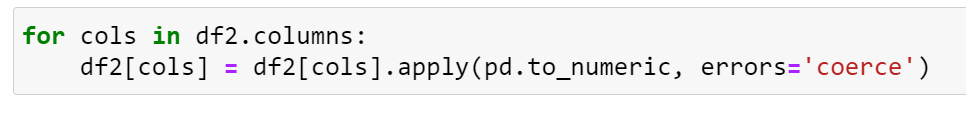 for cols in df2.columns:
    df2[cols] = df2[cols].apply(pd.to_numeric, errors='coerce')